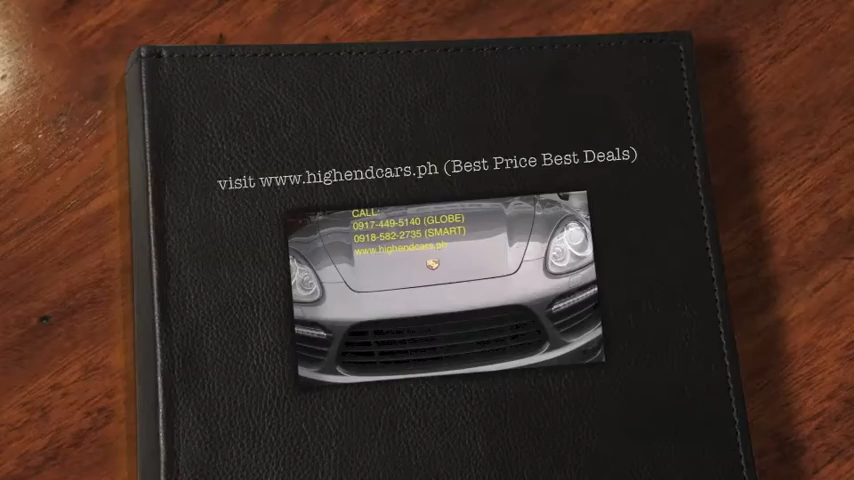 visit www.highendcars.ph (Best Price Best Deals)
CALL:
0917-449-5140 (GLOBE)
0918-582-2735 (SMART)
www.highendcars.ph